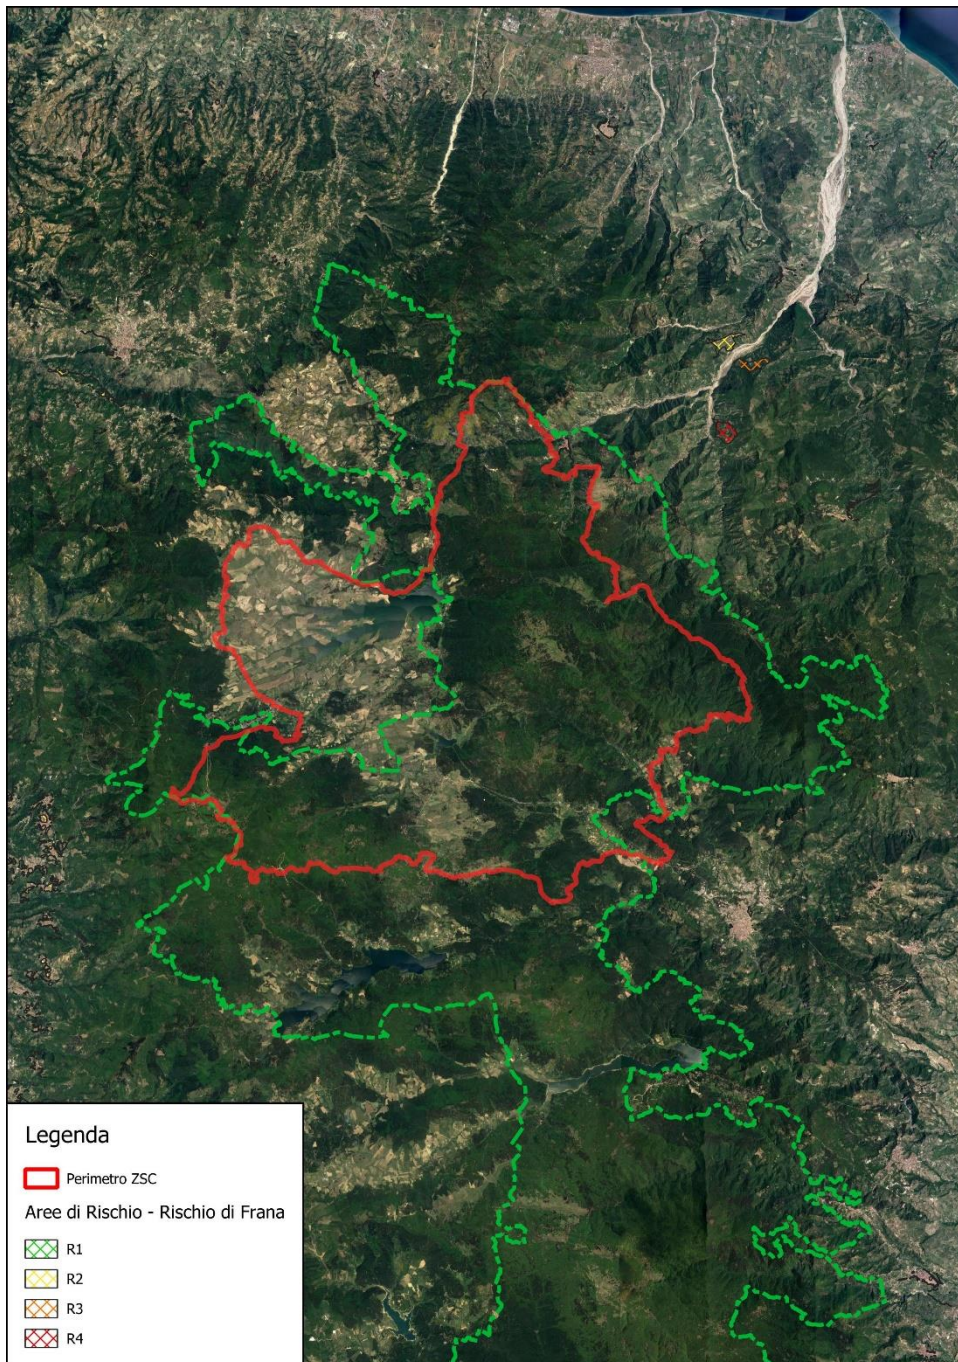 Legenda
Perimetro ZSC
Aree di Rischio - Rischio di Frana
R1
R2
R3
R4